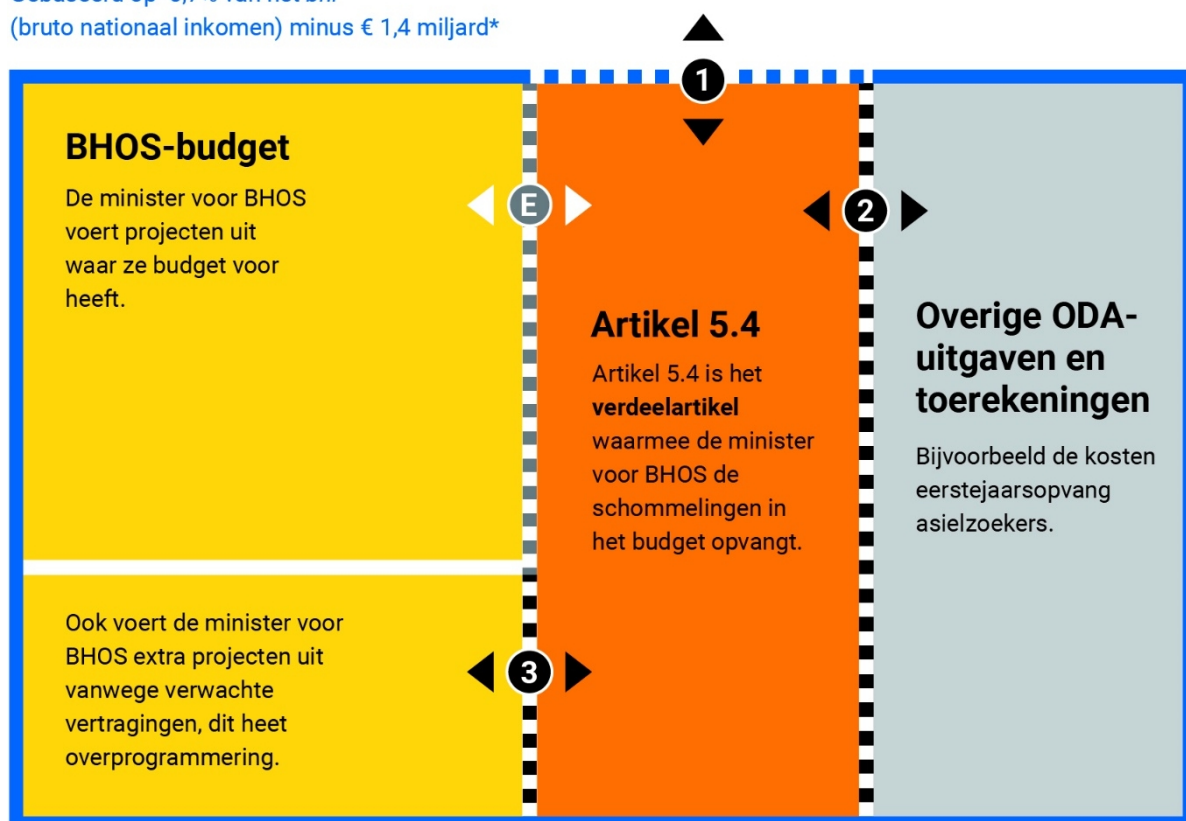 (bruto nationaal inkomen) minus € 1,4 miljard*
1
BHOS-budget
De minister voor BHOS
voert projecten uit
waar ze budget voor
heeft.
E
2
Artikel 5.4
Artikel 5.4 is het
verdeelartikel
waarmee de minister
voor BHOS de
schommelingen in
het budget opvangt.
Overige ODA-
uitgaven en
toerekeningen
Bijvoorbeeld de kosten
eerstejaarsopvang
asielzoekers.
Ook voert de minister voor
BHOS extra projecten uit
vanwege verwachte
vertragingen, dit heet
overprogrammering.
3